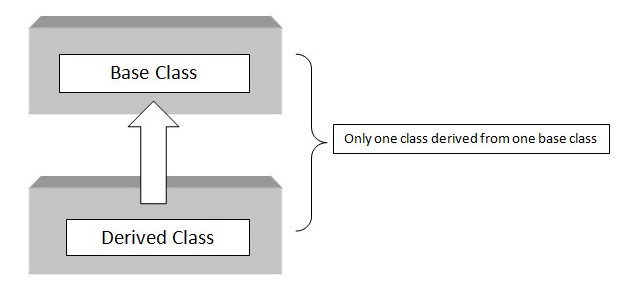 Base Class
Only one class derived from one base class
Derived Class